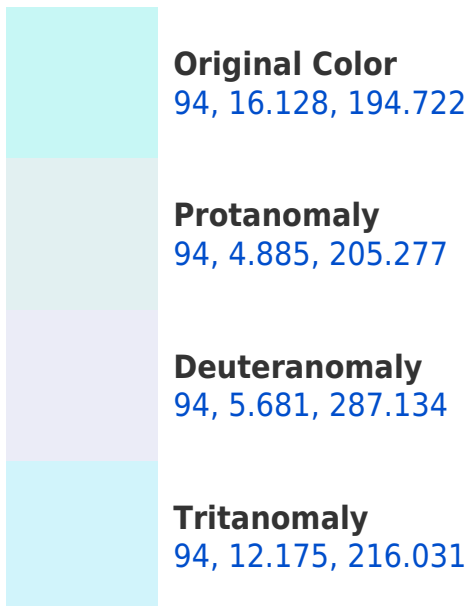 Original Color
94, 16.128, 194.722
Protanomaly
94, 4.885, 205.277
Deuteranomaly
94, 5.681, 287.134
Tritanomaly
94, 12.175, 216.031